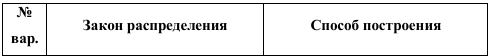 №
вар.
Закон распределения
Способ построения